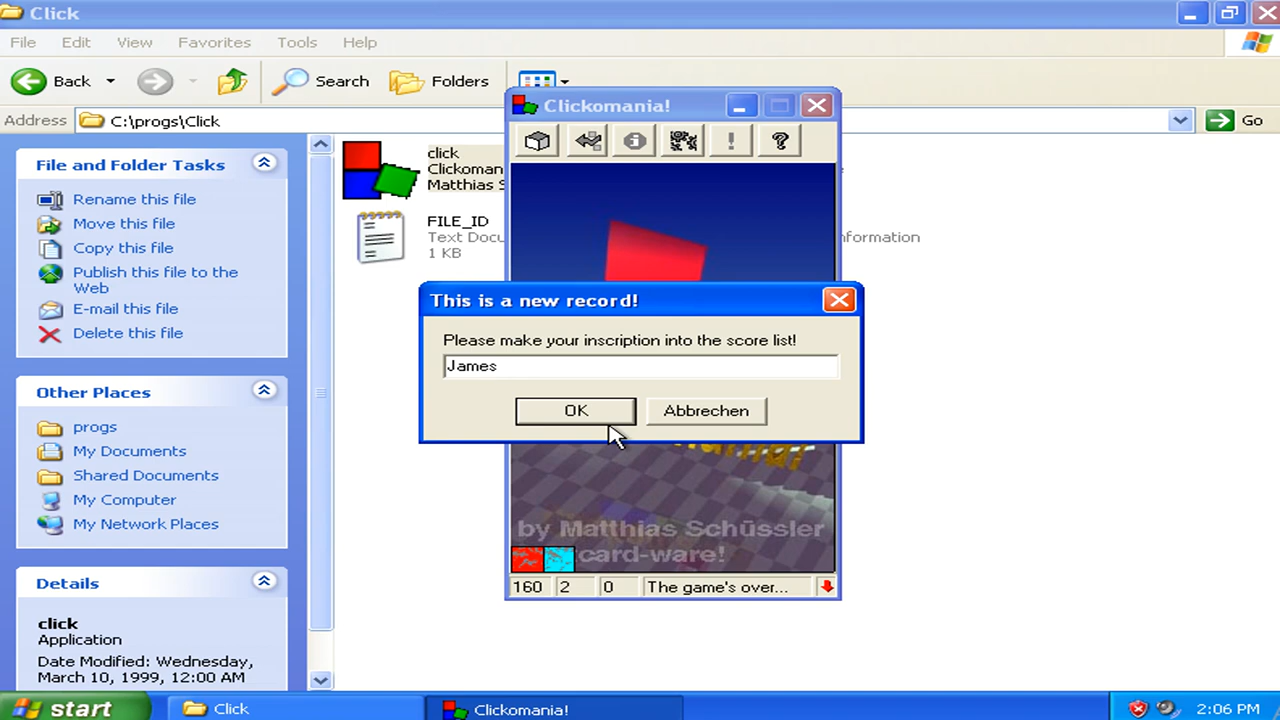 Click
File Edit View Favorites Tools Help
Back Search Folders
Address C:\progs\Click Go
File and Folder Tasks
Rename this file
Move this file
Copy this file
Publish this file to the
Web
E-mail this file
Delete this file
Other Places
progs
My Documents
Shared Documents
My Computer
My Network Places
Details
click
Application
Date Modified: Wednesday,
March 10, 1999, 12:00 AM
click
Clickoman
Matthias S
FILE_ID
Text Docu
1 KB
nformation
Clickomania!
This is a new record!
Please make your inscription into the score list!
James
OK Abbrechen
by Matthias Schüssler
card-ware!
160 2 0 The game's over...
start Click Clickomania! 2:06 PM